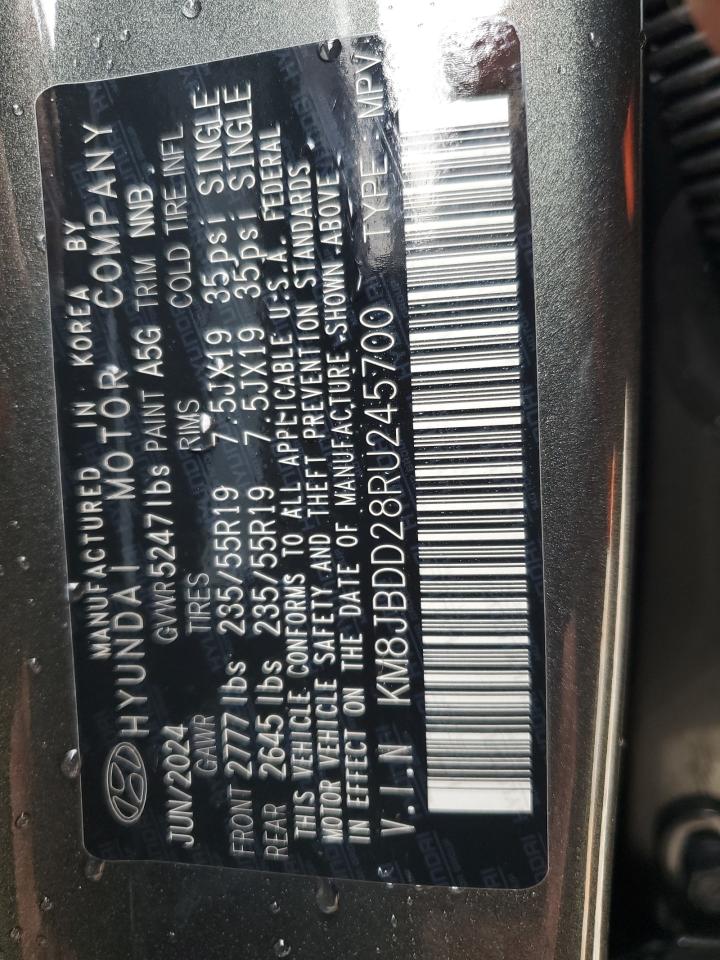 MANUFACTURED IN KOREA BY
HYUNDAI MOTOR COMPANY
JUN/2024 GVWR 5247lbs PAINT A5G TRIM NNB
GAWR TIRES RIMS COLD TIRE INFL
FRONT 2777 lbs 235/55R19 7.5JX19 35psi SINGLE
REAR 2645 lbs 235/55R19 7.5JX19 35psi SINGLE
THIS VEHICLE CONFORMS TO ALL APPLICABLE U.S.A. FEDERAL
MOTOR VEHICLE SAFETY AND THEFT PREVENTION STANDARDS
IN EFFECT ON THE DATE OF MANUFACTURE SHOWN ABOVE.
V.I.N KM8JBDD28RU245700 TYPE MPV